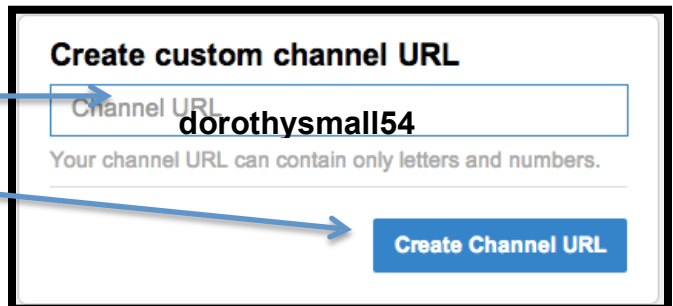 Create custom channel URL
Channel URL
dorothysmall54
Your channel URL can contain only letters and numbers.
Create Channel URL